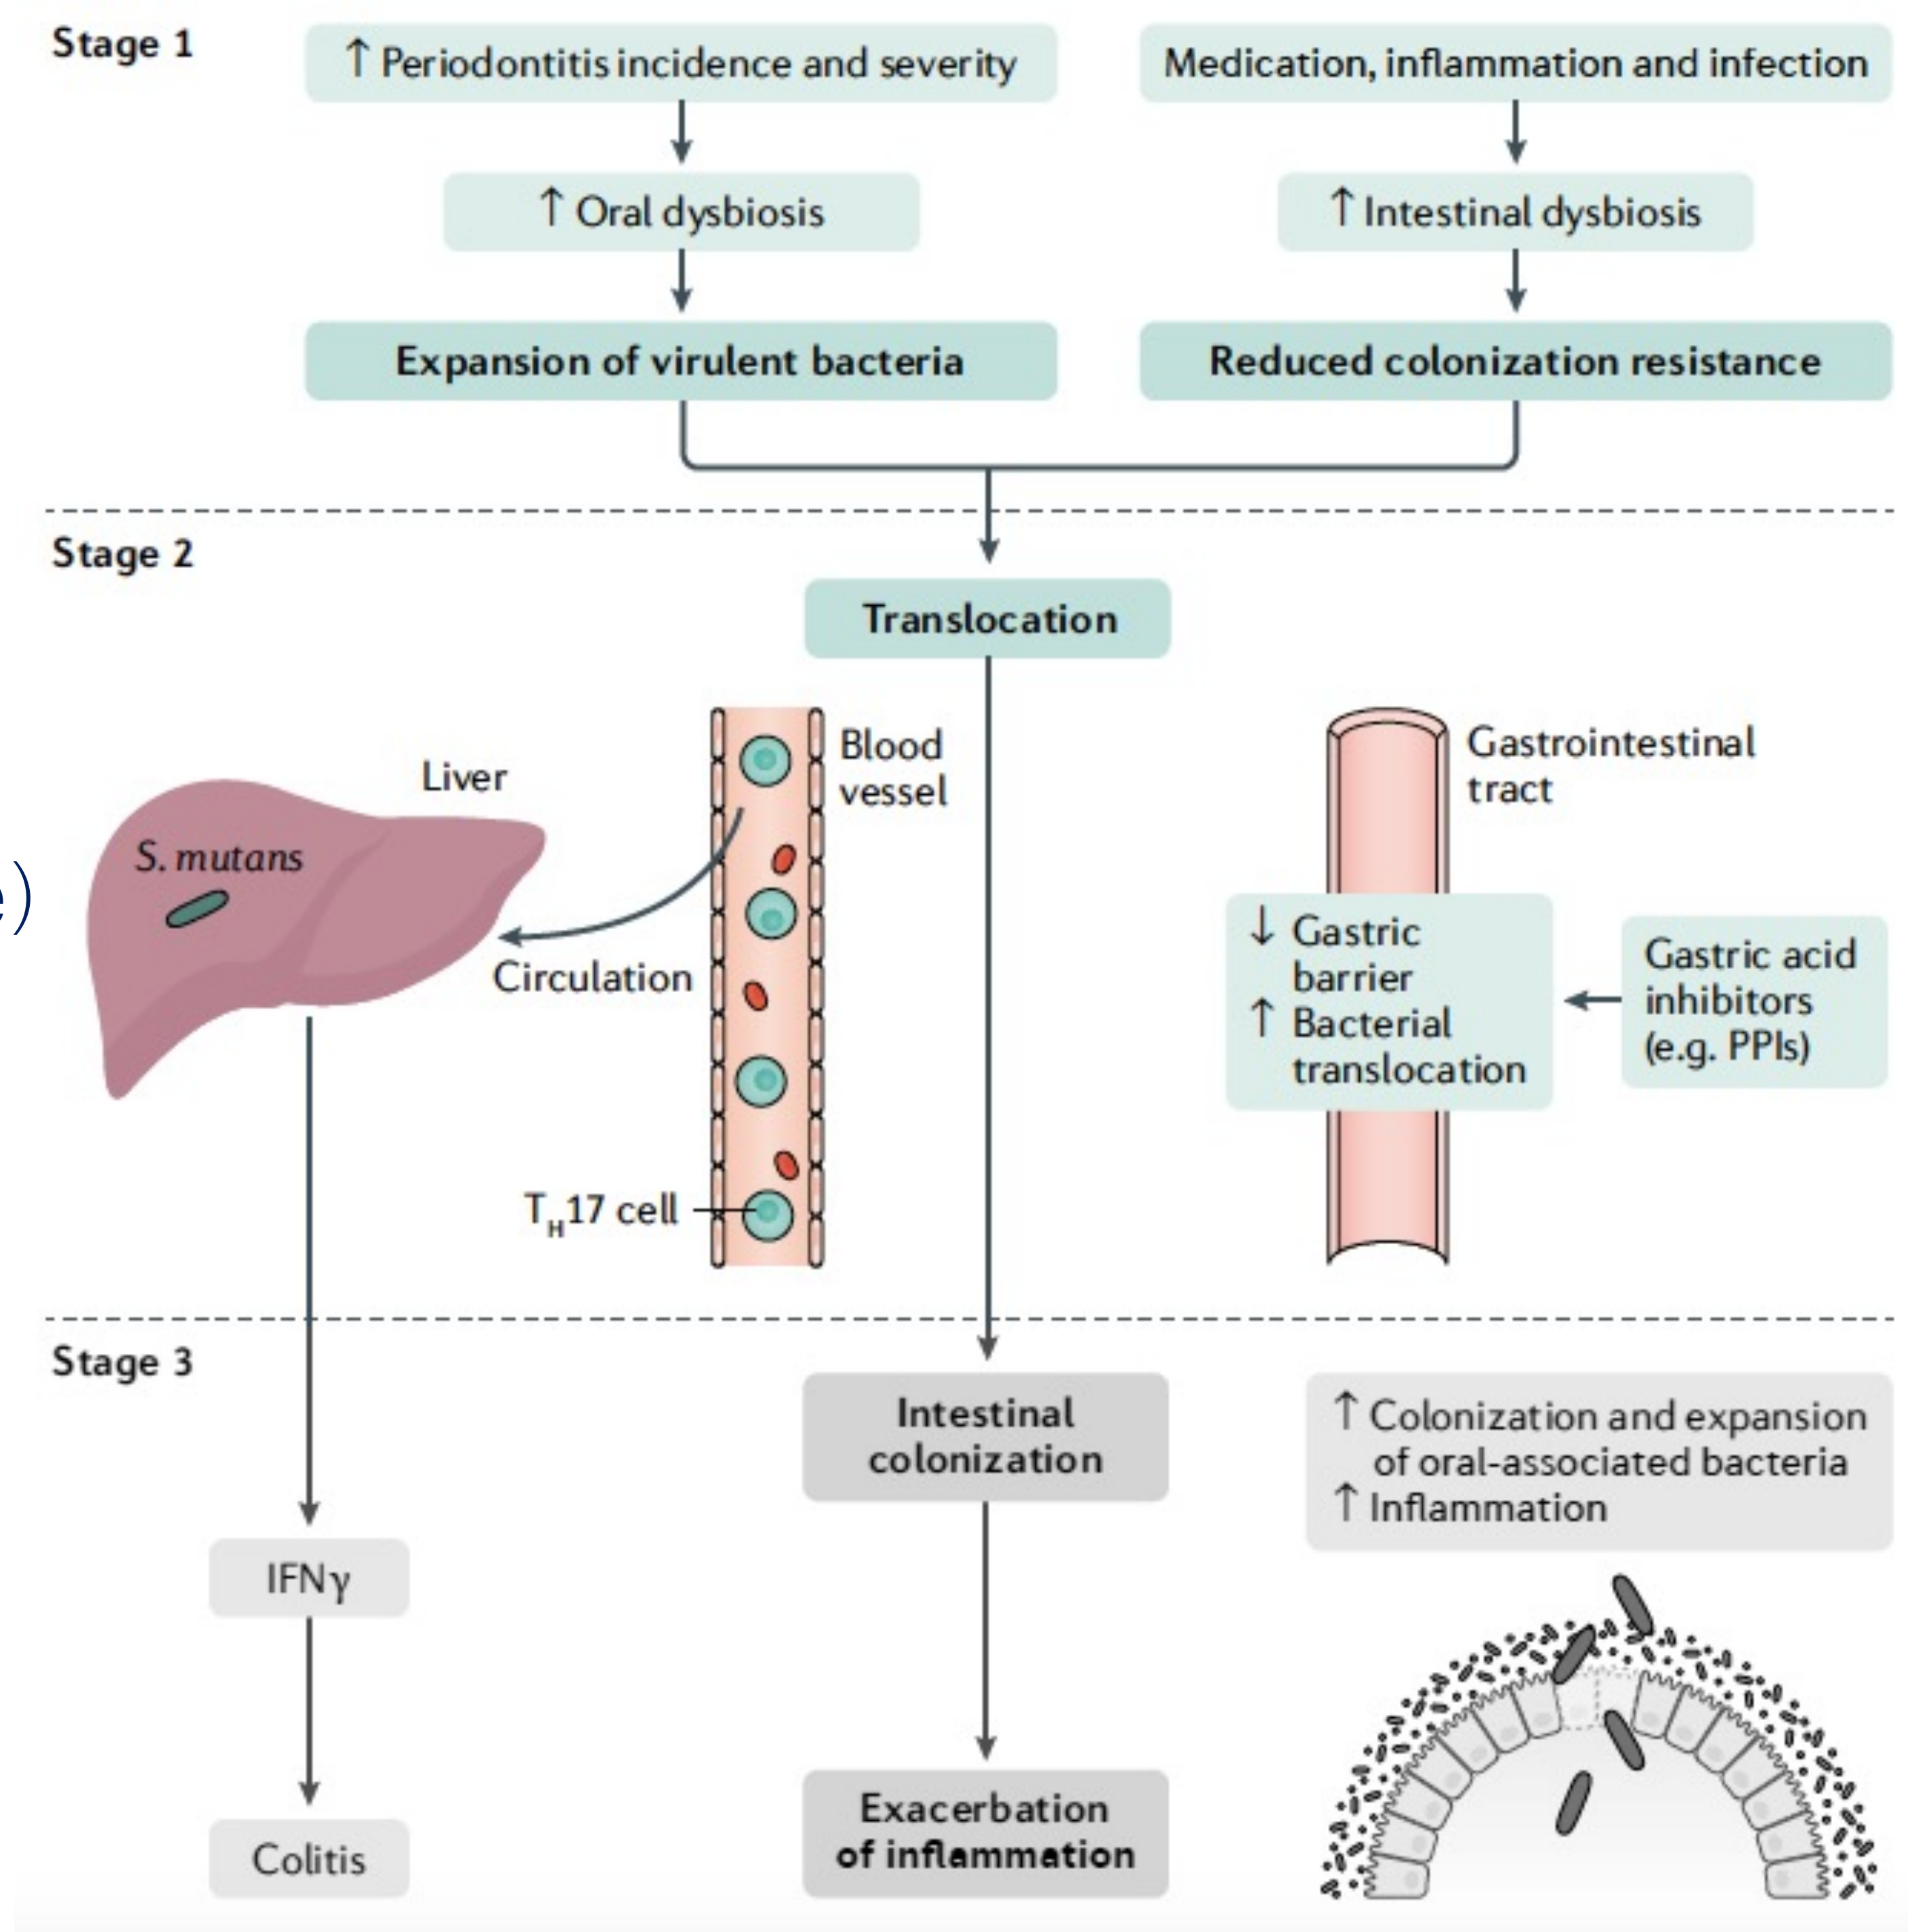 Stage 1
↑ Periodontitis incidence and severity
Medication, inflammation and infection
↑ Oral dysbiosis
↑ Intestinal dysbiosis
Expansion of virulent bacteria
Reduced colonization resistance
Stage 2
Translocation
Liver
S. mutans
Blood
vessel
Circulation
T_H17 cell
Gastrointestinal
tract
↓ Gastric
barrier
↑ Bacterial
translocation
Gastric acid
inhibitors
(e.g. PPIs)
e)
Stage 3
Intestinal
colonization
↑ Colonization and expansion
of oral-associated bacteria
↑ Inflammation
IFNγ
Colitis
Exacerbation
of inflammation